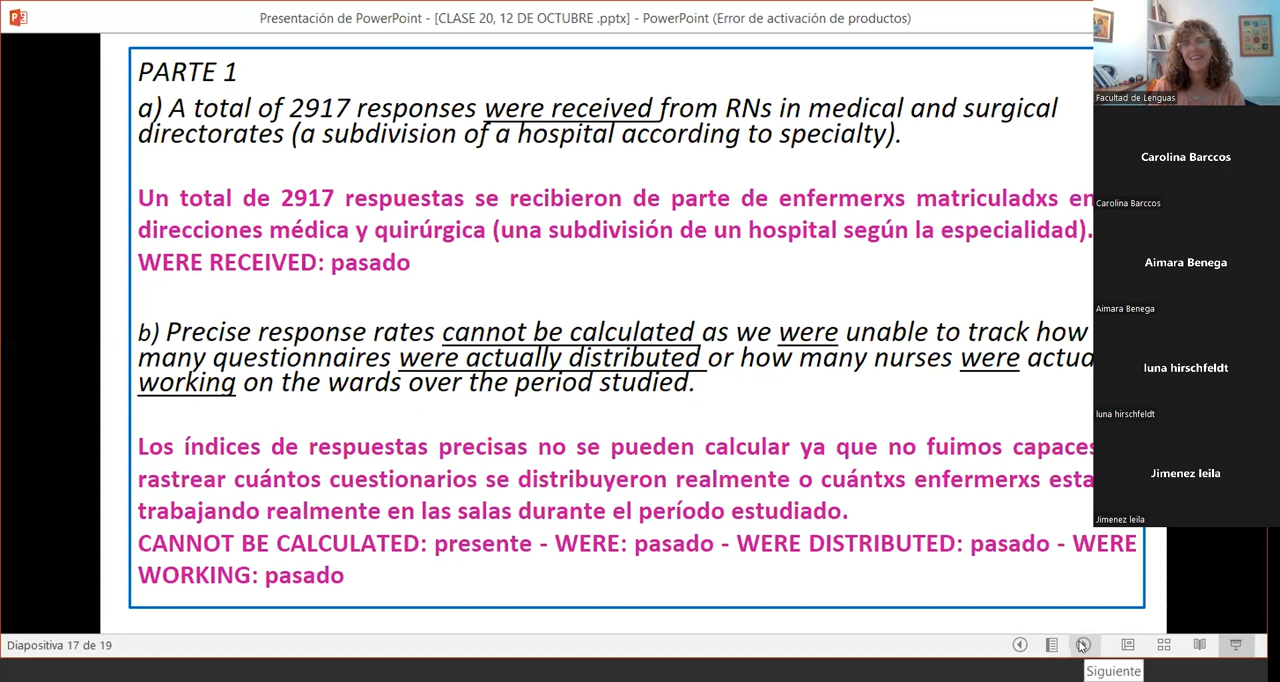 Presentación de PowerPoint - [CLASE 20, 12 DE OCTUBRE .pptx] - PowerPoint (Error de activación de productos)
PARTE 1
a) A total of 2917 responses were received from RNs in medical and surgical
directorates (a subdivision of a hospital according to specialty).
Un total de 2917 respuestas se recibieron de parte de enfermerxs matriculadxs en
direcciones médica y quirúrgica (una subdivisión de un hospital según la especialidad).
WERE RECEIVED: pasado
b) Precise response rates cannot be calculated as we were unable to track how
many questionnaires were actually distributed or how many nurses were actua
working on the wards over the period studied.
Los índices de respuestas precisas no se pueden calcular ya que no fuimos capaces
rastrear cuántos cuestionarios se distribuyeron realmente o cuántxs enfermerxs esta
trabajando realmente en las salas durante el período estudiado.
CANNOT BE CALCULATED: presente - WERE: pasado - WERE DISTRIBUTED: pasado - WERE
WORKING: pasado
Facultad de Lenguas
Carolina Barccos
Carolina Barccos
Aimara Benega
Aimara Benega
luna hirschfeldt
luna hirschfeldt
Jimenez leila
Jimenez leila
Diapositiva 17 de 19
Siguiente